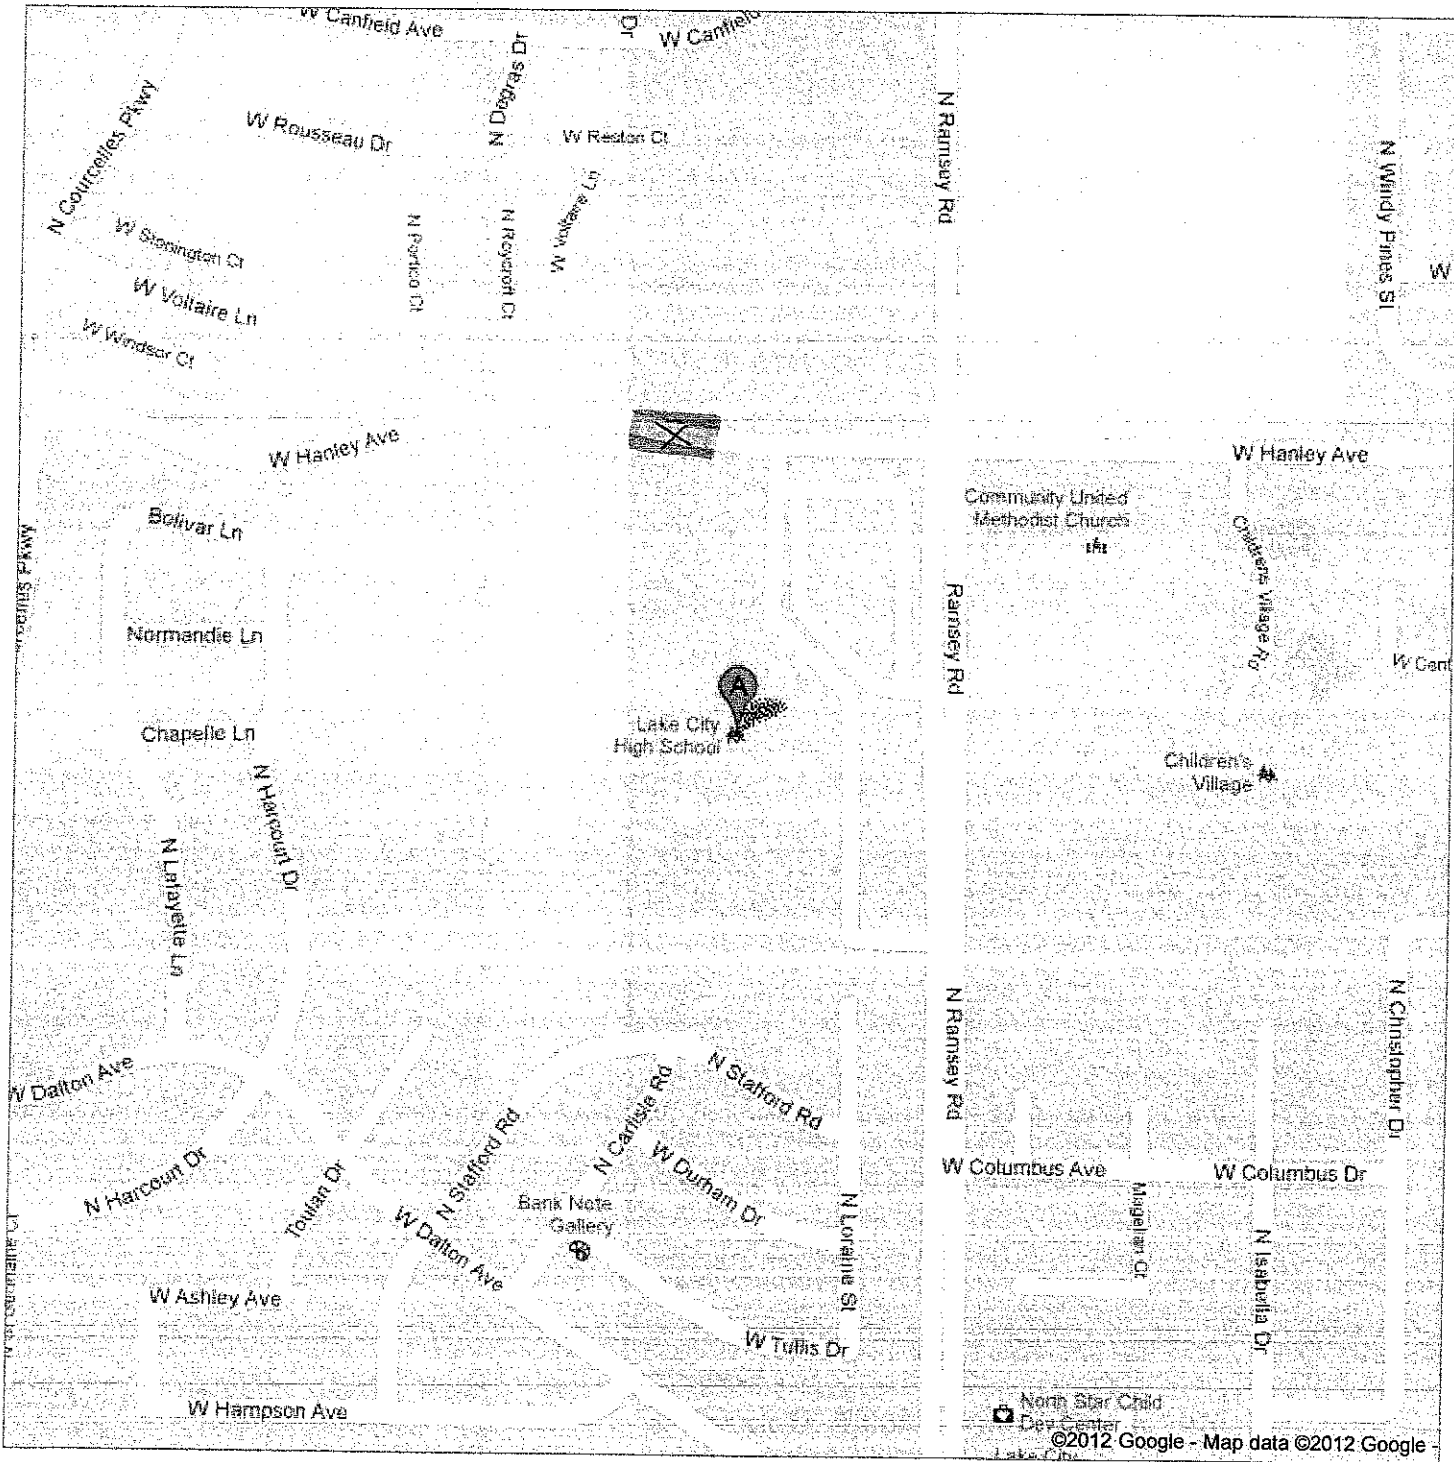 W Canfield Ave
Dr
W Canfield
N Courcelles Pkwy
W Rousseau Dr
N Degras Dr
W Reston Ct
N Ramsey Rd
N Windy Pines St
W Stonington Ct
N Portico Ct
N Roycroft Ct
W Voltaire Ln
W
W Voltaire Ln
W Windsor Ct
W Hanley Ave
W Hanley Ave
Community United
Methodist Church
Bolivar Ln
Children's Village Rd
Pkwy
Normandie Ln
Ramsey Rd
W Cent
A
Lake City
High School
Chapelle Ln
N Harcourt Dr
Children's
Village
N Lafayette Ln
N Ramsey Rd
N Christopher Dr
W Dalton Ave
N Stafford Rd
N Carlisle Rd
N Stafford Rd
W Durham Dr
N Harcourt Dr
Toulan Dr
W Columbus Ave
W Columbus Dr
Bank Note
Gallery
W Dalton Ave
N Loraine St
Magellan Ct
N Isabella Dr
W Ashley Ave
W Tullis Dr
W Hampson Ave
North Star Child
Dev Center
©2012 Google - Map data ©2012 Google -
Lake City